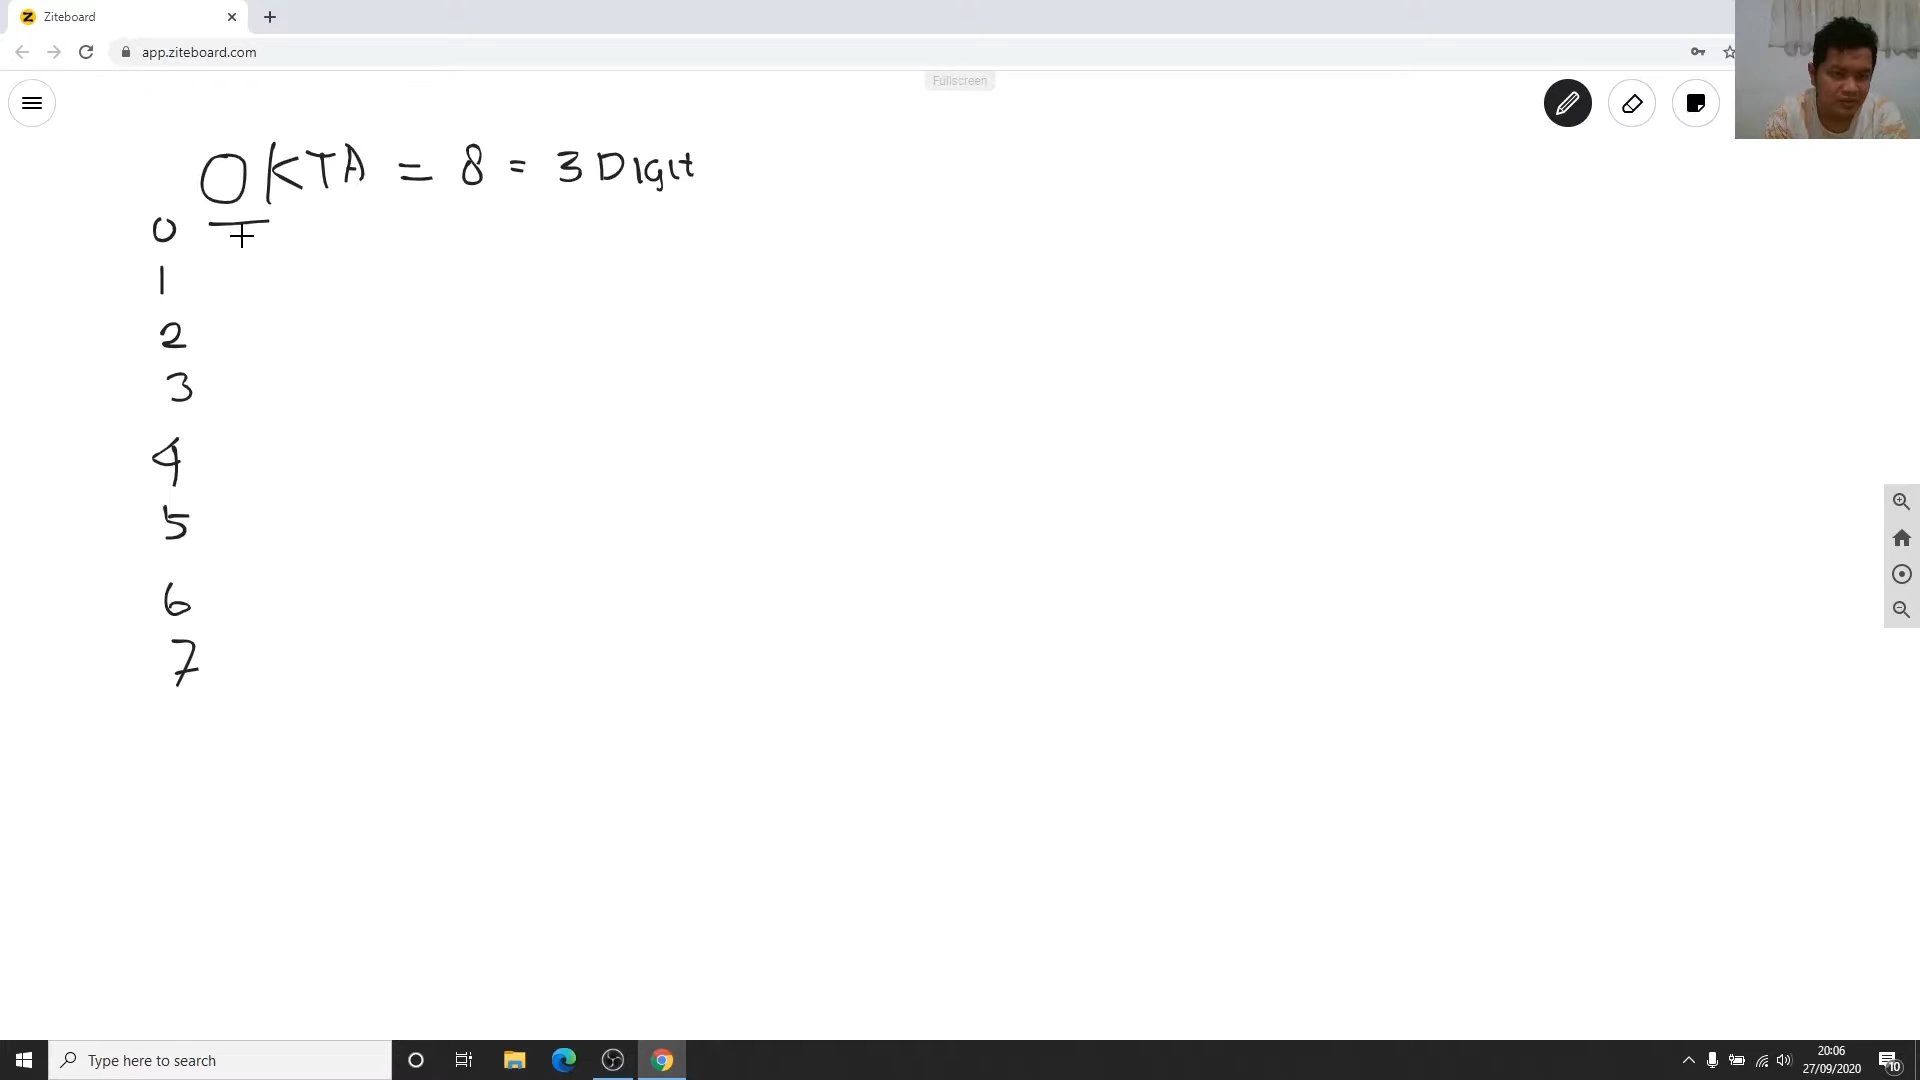 Ziteboard
app.ziteboard.com
Fullscreen
OKTA = 8 = 3 Digit
0
1
2
3
4
5
6
7
Type here to search
20:06
27/09/2020
10